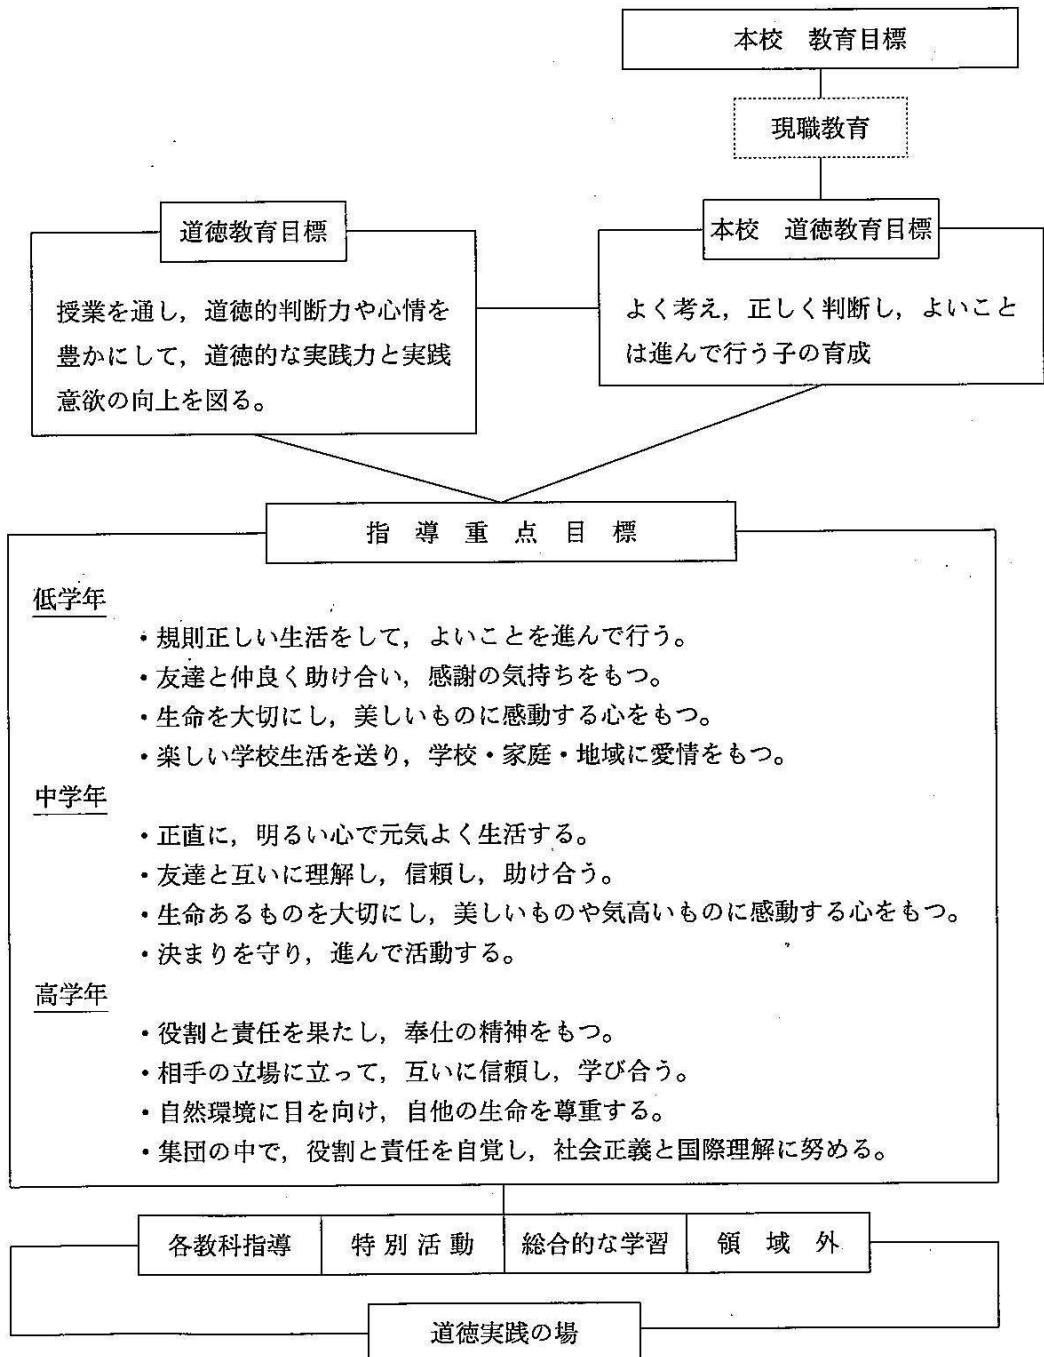 本校　教育目標
現職教育
道徳教育目標
授業を通し，道徳的判断力や心情を
豊かにして，道徳的な実践力と実践
意欲の向上を図る。
本校　道徳教育目標
よく考え，正しく判断し，よいこと
は進んで行う子の育成
指　導　重　点　目　標
低学年
・規則正しい生活をして，よいことを進んで行う。
・友達と仲良く助け合い，感謝の気持ちをもつ。
・生命を大切にし，美しいものに感動する心をもつ。
・楽しい学校生活を送り，学校・家庭・地域に愛情をもつ。
中学年
・正直に，明るい心で元気よく生活する。
・友達と互いに理解し，信頼し，助け合う。
・生命あるものを大切にし，美しいものや気高いものに感動する心をもつ。
・決まりを守り，進んで活動する。
高学年
・役割と責任を果たし，奉仕の精神をもつ。
・相手の立場に立って，互いに信頼し，学び合う。
・自然環境に目を向け，自他の生命を尊重する。
・集団の中で，役割と責任を自覚し，社会正義と国際理解に努める。
各教科指導
特 別 活 動
総合的な学習
領　域　外
道徳実践の場